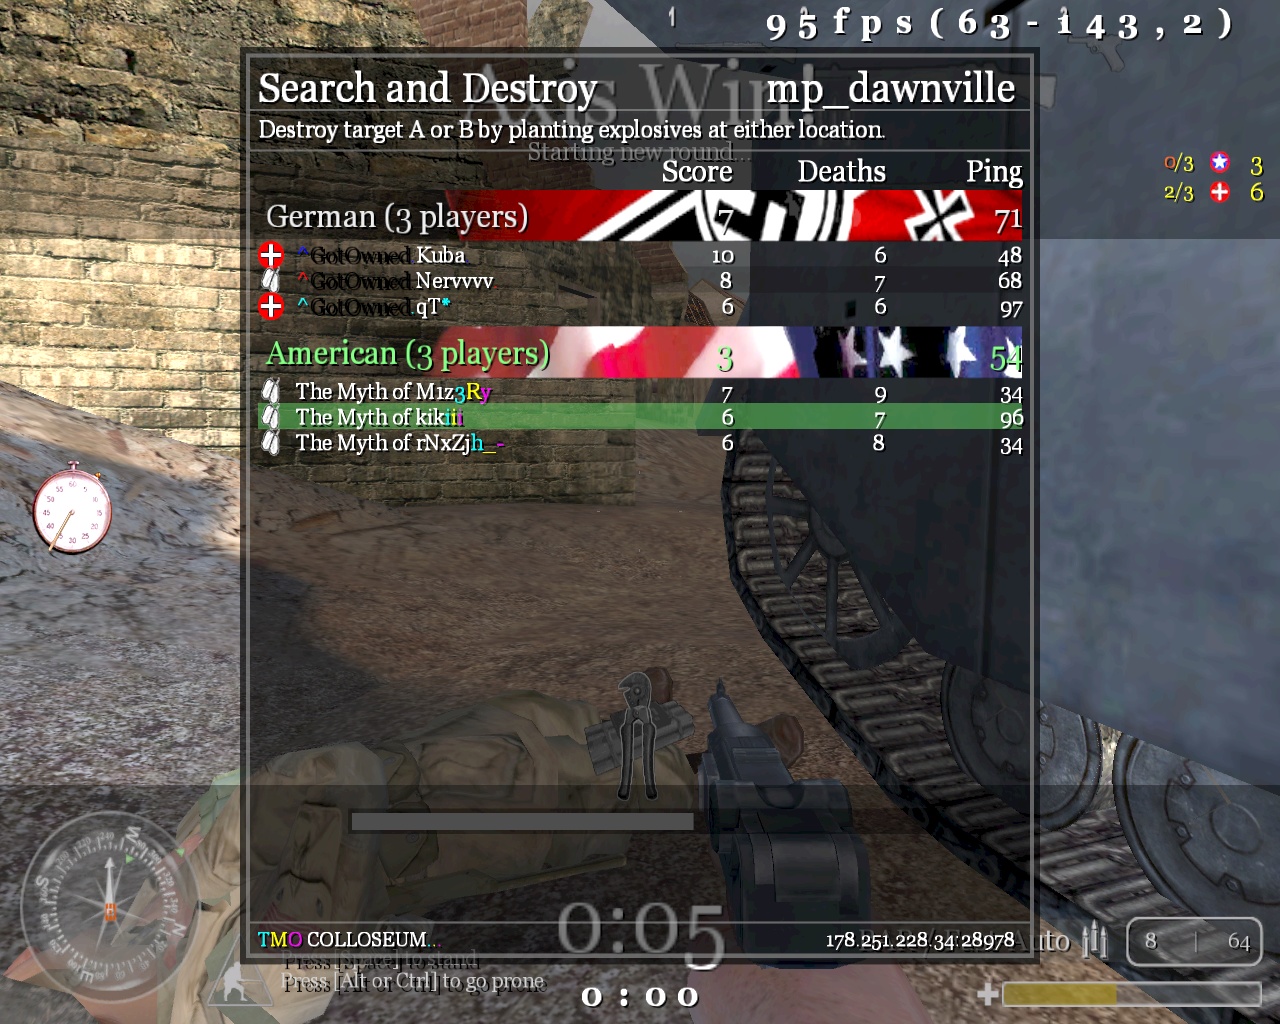 95fps(63-143,2)
Search and Destroy mp_dawnville
Axis Win!
Destroy target A or B by planting explosives at either location.
Starting new round...
Score Deaths Ping
0/3 3
2/3 6
German (3 players) 7 71
^GotOwned.Kuba 10 6 48
^GotOwned.Nervvvv 8 7 68
^GotOwned.qT* 6 6 97
American (3 players) 3 54
The Myth of M1z3Ry 7 9 34
The Myth of kikiii 6 7 96
The Myth of rNxZjh_- 6 8 34
0:05
TMO COLLOSEUM... 178.251.228.34:28978
Auto
8 | 64
Press [Space] to stand
Press [Alt or Ctrl] to go prone
0:00